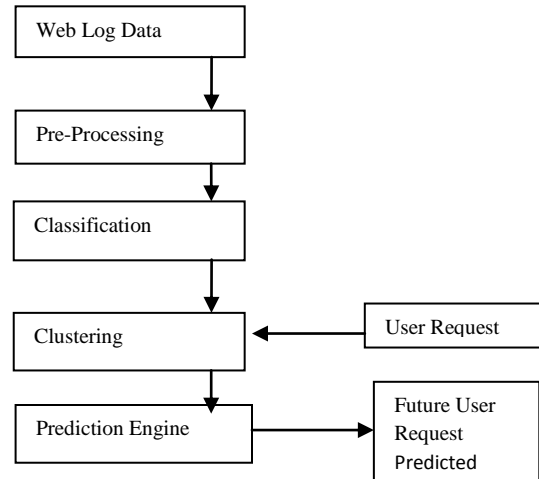 Web Log Data
Pre-Processing
Classification
Clustering
User Request
Prediction Engine
Future User
Request
Predicted